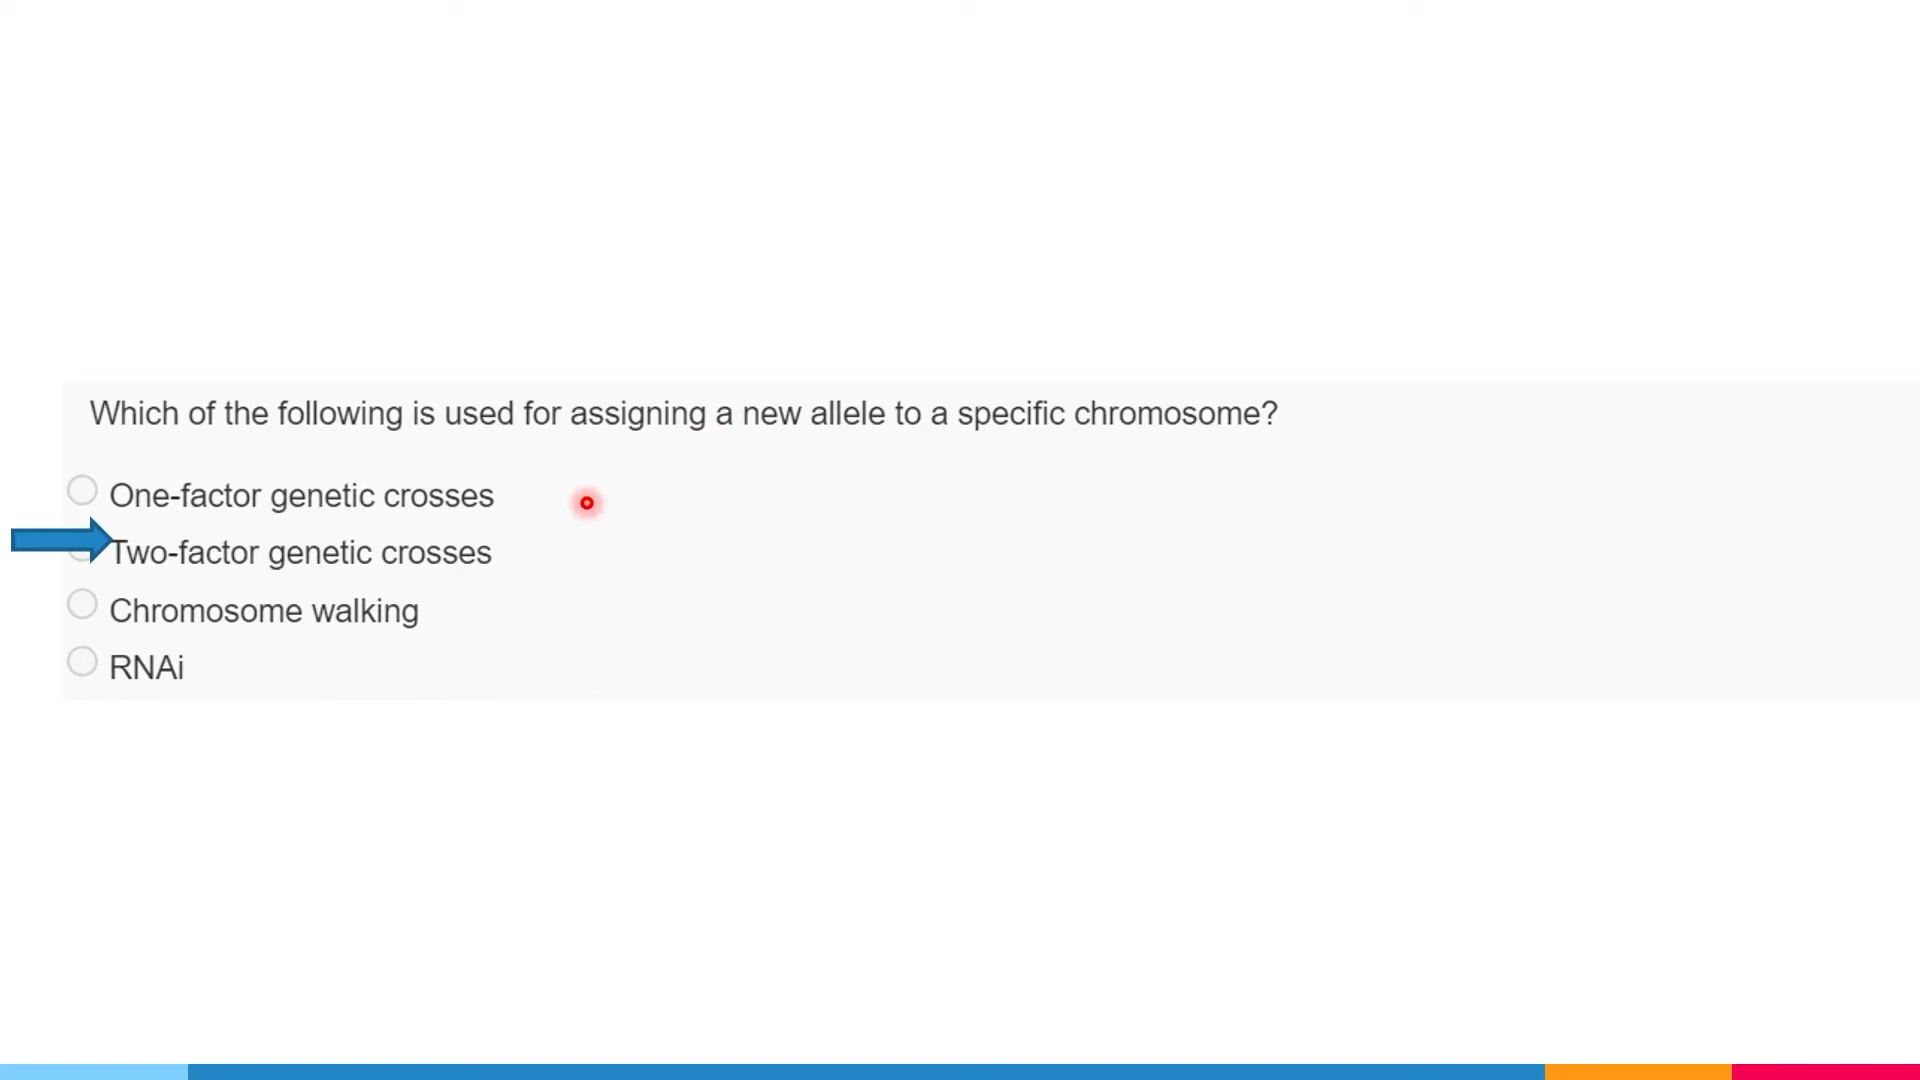 Which of the following is used for assigning a new allele to a specific chromosome?
One-factor genetic crosses
Two-factor genetic crosses
Chromosome walking
RNAi